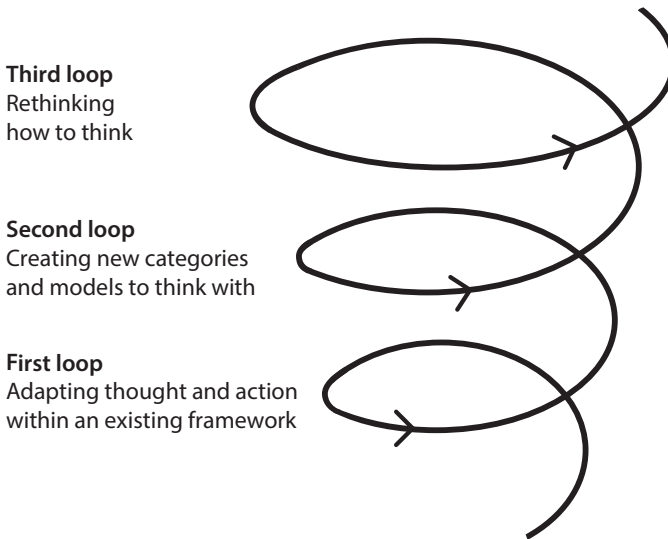 Third loop
Rethinking
how to think
Second loop
Creating new categories
and models to think with
First loop
Adapting thought and action
within an existing framework